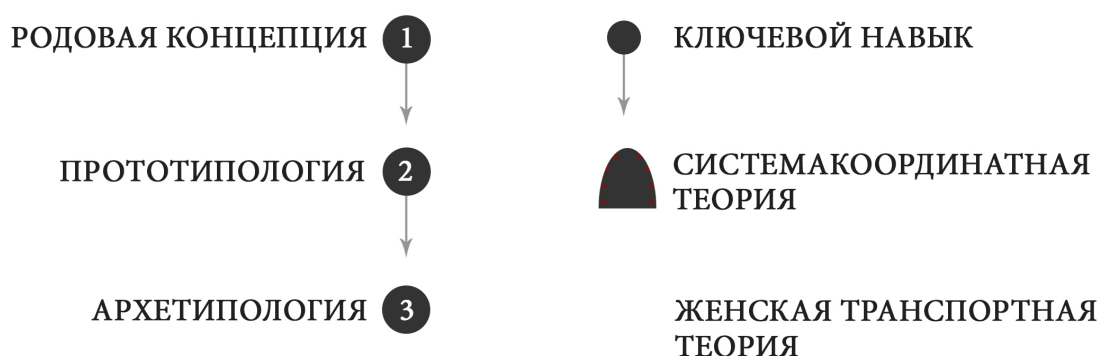 РОДОВАЯ КОНЦЕПЦИЯ 1
ПРОТОТИПОЛОГИЯ 2
АРХЕТИПОЛОГИЯ 3
КЛЮЧЕВОЙ НАВЫК
СИСТЕМАКООРДИНАТНАЯ
ТЕОРИЯ
ЖЕНСКАЯ ТРАНСПОРТНАЯ
ТЕОРИЯ